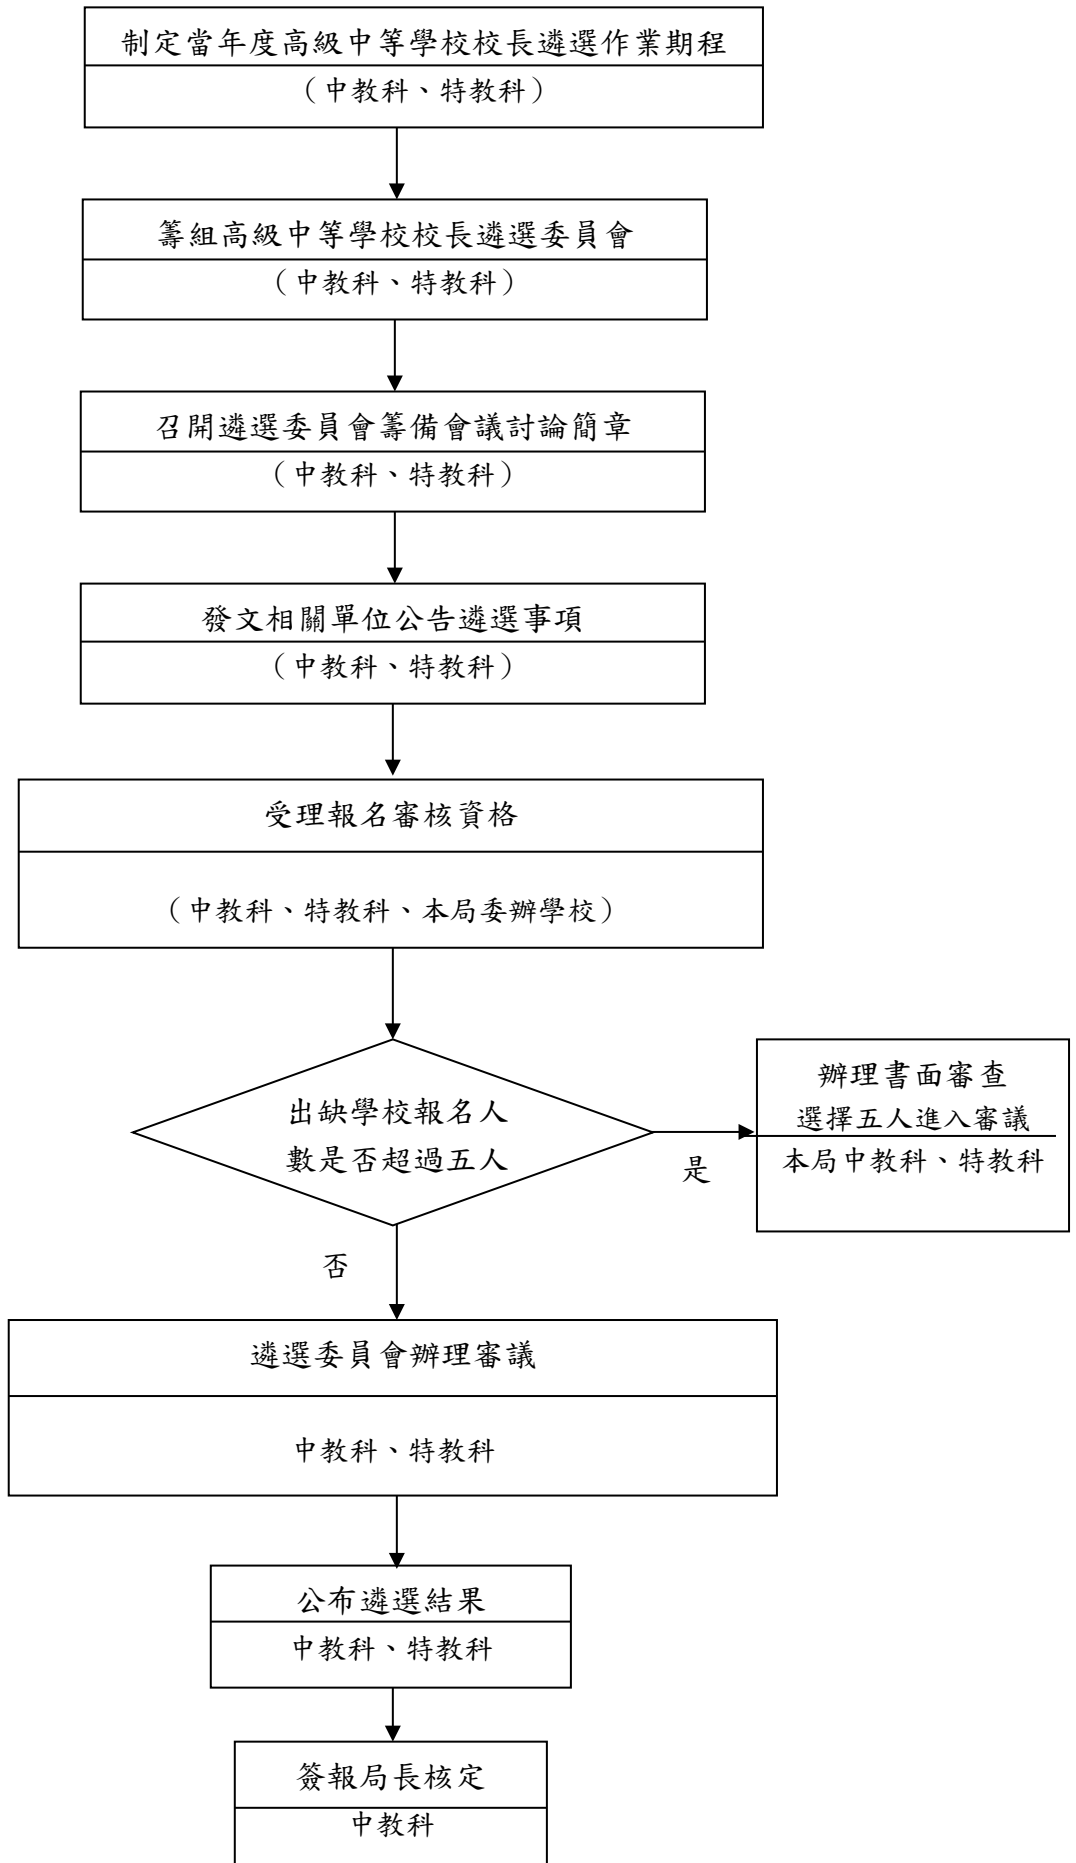 制定當年度高級中等學校校長遴選作業期程
（中教科、特教科）
籌組高級中等學校校長遴選委員會
（中教科、特教科）
召開遴選委員會籌備會議討論簡章
（中教科、特教科）
發文相關單位公告遴選事項
（中教科、特教科）
受理報名審核資格
（中教科、特教科、本局委辦學校）
出缺學校報名人
數是否超過五人
是
辦理書面審查
選擇五人進入審議
本局中教科、特教科
否
遴選委員會辦理審議
中教科、特教科
公布遴選結果
中教科、特教科
簽報局長核定
中教科